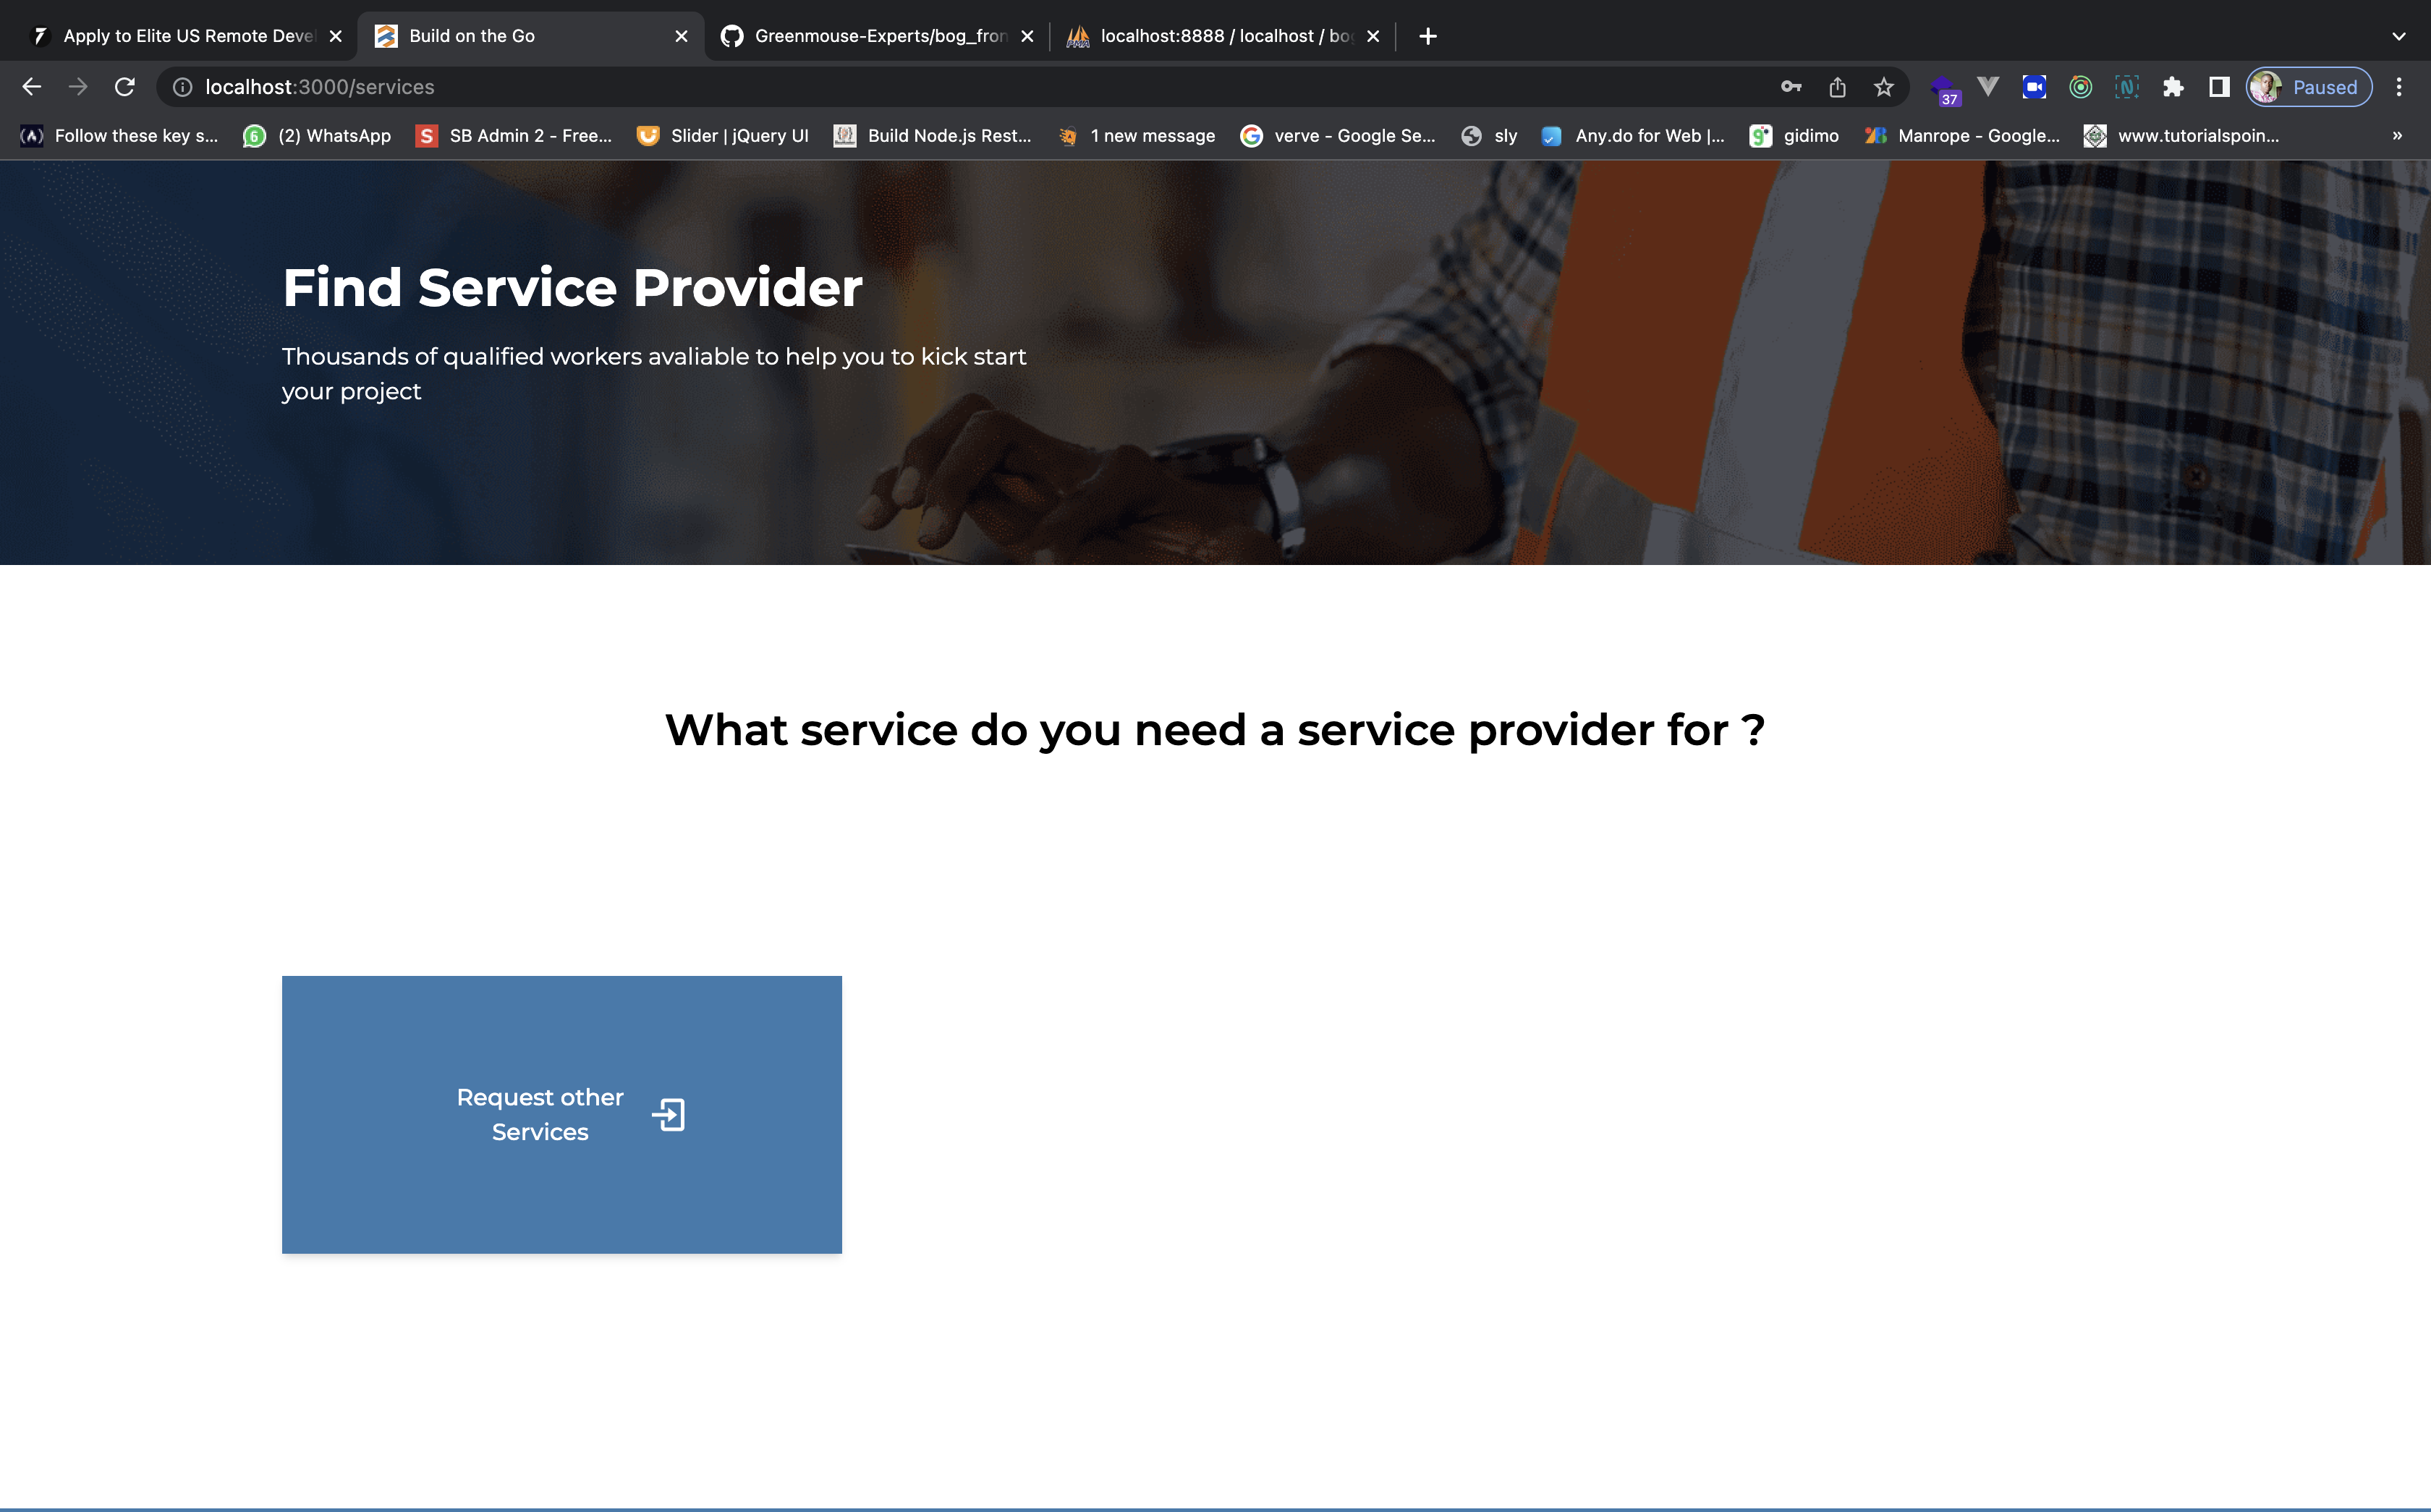 Apply to Elite US Remote Devel
Build on the Go
Greenmouse-Experts/bog_fron
localhost:8888 / localhost / bog
localhost:3000/services
37
Paused
Follow these key s...
6
(2) WhatsApp
S
SB Admin 2 - Free...
Slider | jQuery UI
Build Node.js Rest...
1 new message
verve - Google Se...
sly
Any.do for Web |...
gidimo
Manrope - Google...
www.tutorialspoin...
»
Find Service Provider
Thousands of qualified workers avaliable to help you to kick start
your project
What service do you need a service provider for ?
Request other
Services